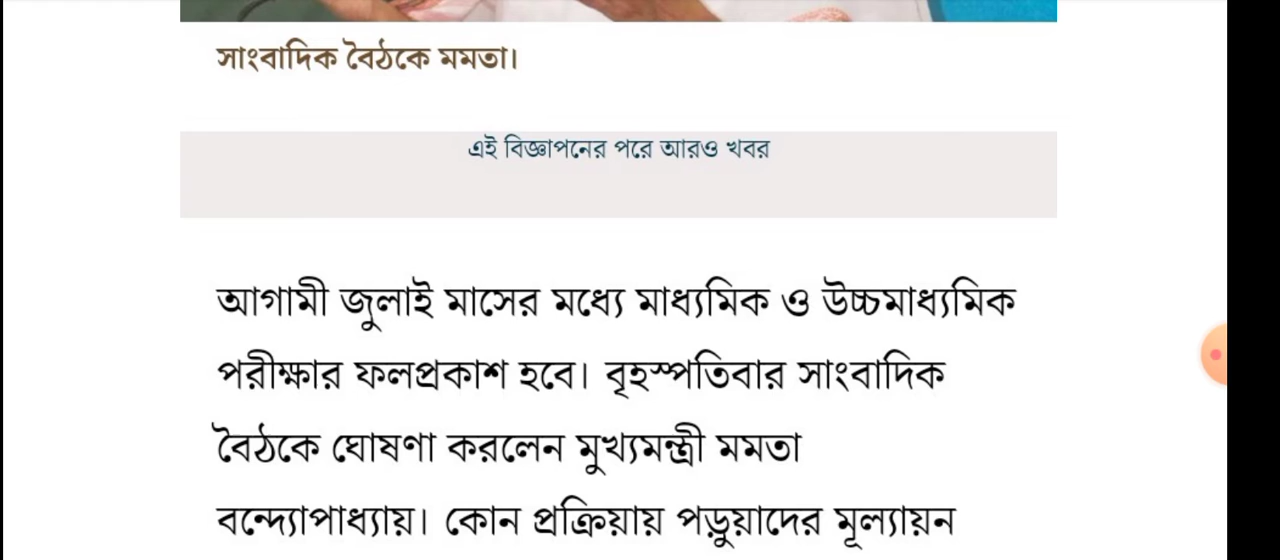 সাংবাদিক বৈঠকে মমতা।
এই বিজ্ঞাপনের পরে আরও খবর
আগামী জুলাই মাসের মধ্যে মাধ্যমিক ও উচ্চমাধ্যমিক
পরীক্ষার ফলপ্রকাশ হবে। বৃহস্পতিবার সাংবাদিক
বৈঠকে ঘোষণা করলেন মুখ্যমন্ত্রী মমতা
বন্দ্যোপাধ্যায়। কোন প্রক্রিয়ায় পড়ুয়াদের মূল্যায়ন